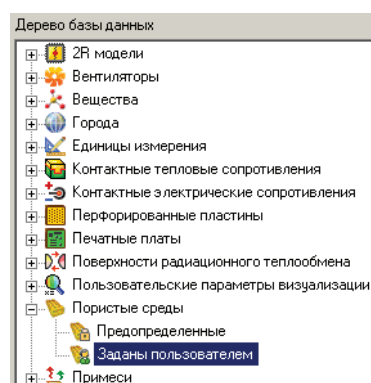 Дерево базы данных
2R модели
Вентиляторы
Вещества
Города
Единицы измерения
Контактные тепловые сопротивления
Контактные электрические сопротивления
Перфорированные пластины
Печатные платы
Поверхности радиационного теплообмена
Пользовательские параметры визуализации
Пористые среды
Предопределенные
Заданы пользователем
Примеси